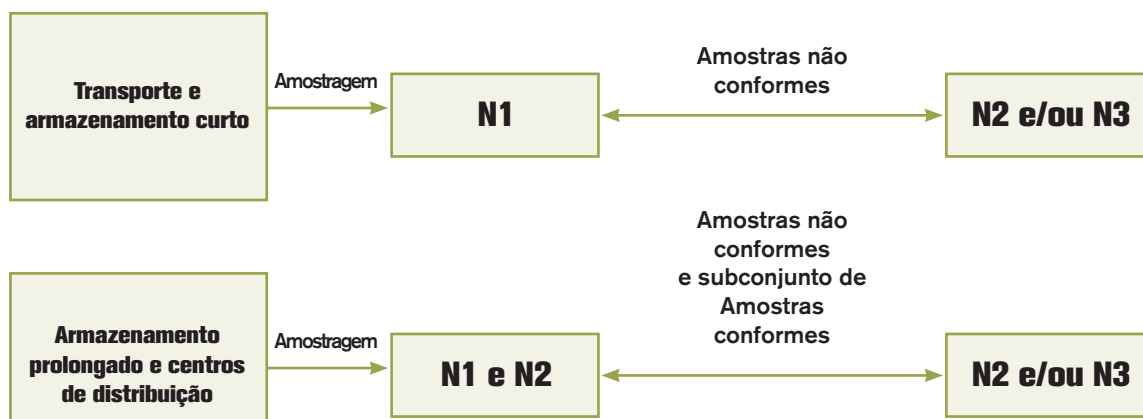 Transporte e
armazenamento curto
Amostragem
N1
Amostras não
conformes
N2 e/ou N3
Armazenamento
prolongado e centros
de distribuição
Amostragem
N1 e N2
Amostras não
conformes
e subconjunto de
Amostras
conformes
N2 e/ou N3